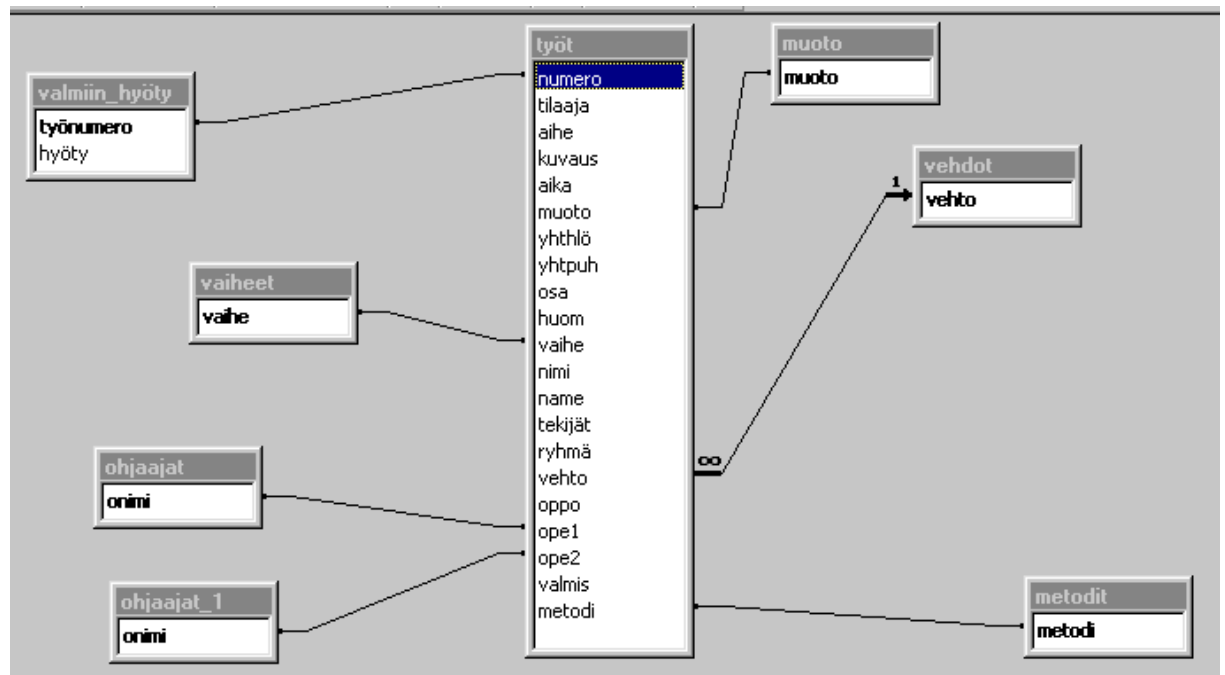 valmiin_hyöty
työnumero
hyöty
vaiheet
vaihe
ohjaajat
onimi
ohjaajat_1
onimi
työt
numero
tilaaja
aihe
kuvaus
aika
muoto
yhthlö
yhtpuh
osa
huom
vaihe
nimi
name
tekijät
ryhmä
vehto
oppo
ope1
ope2
valmis
metodi
muoto
muoto
vehdot
vehto
1
∞
metodit
metodi